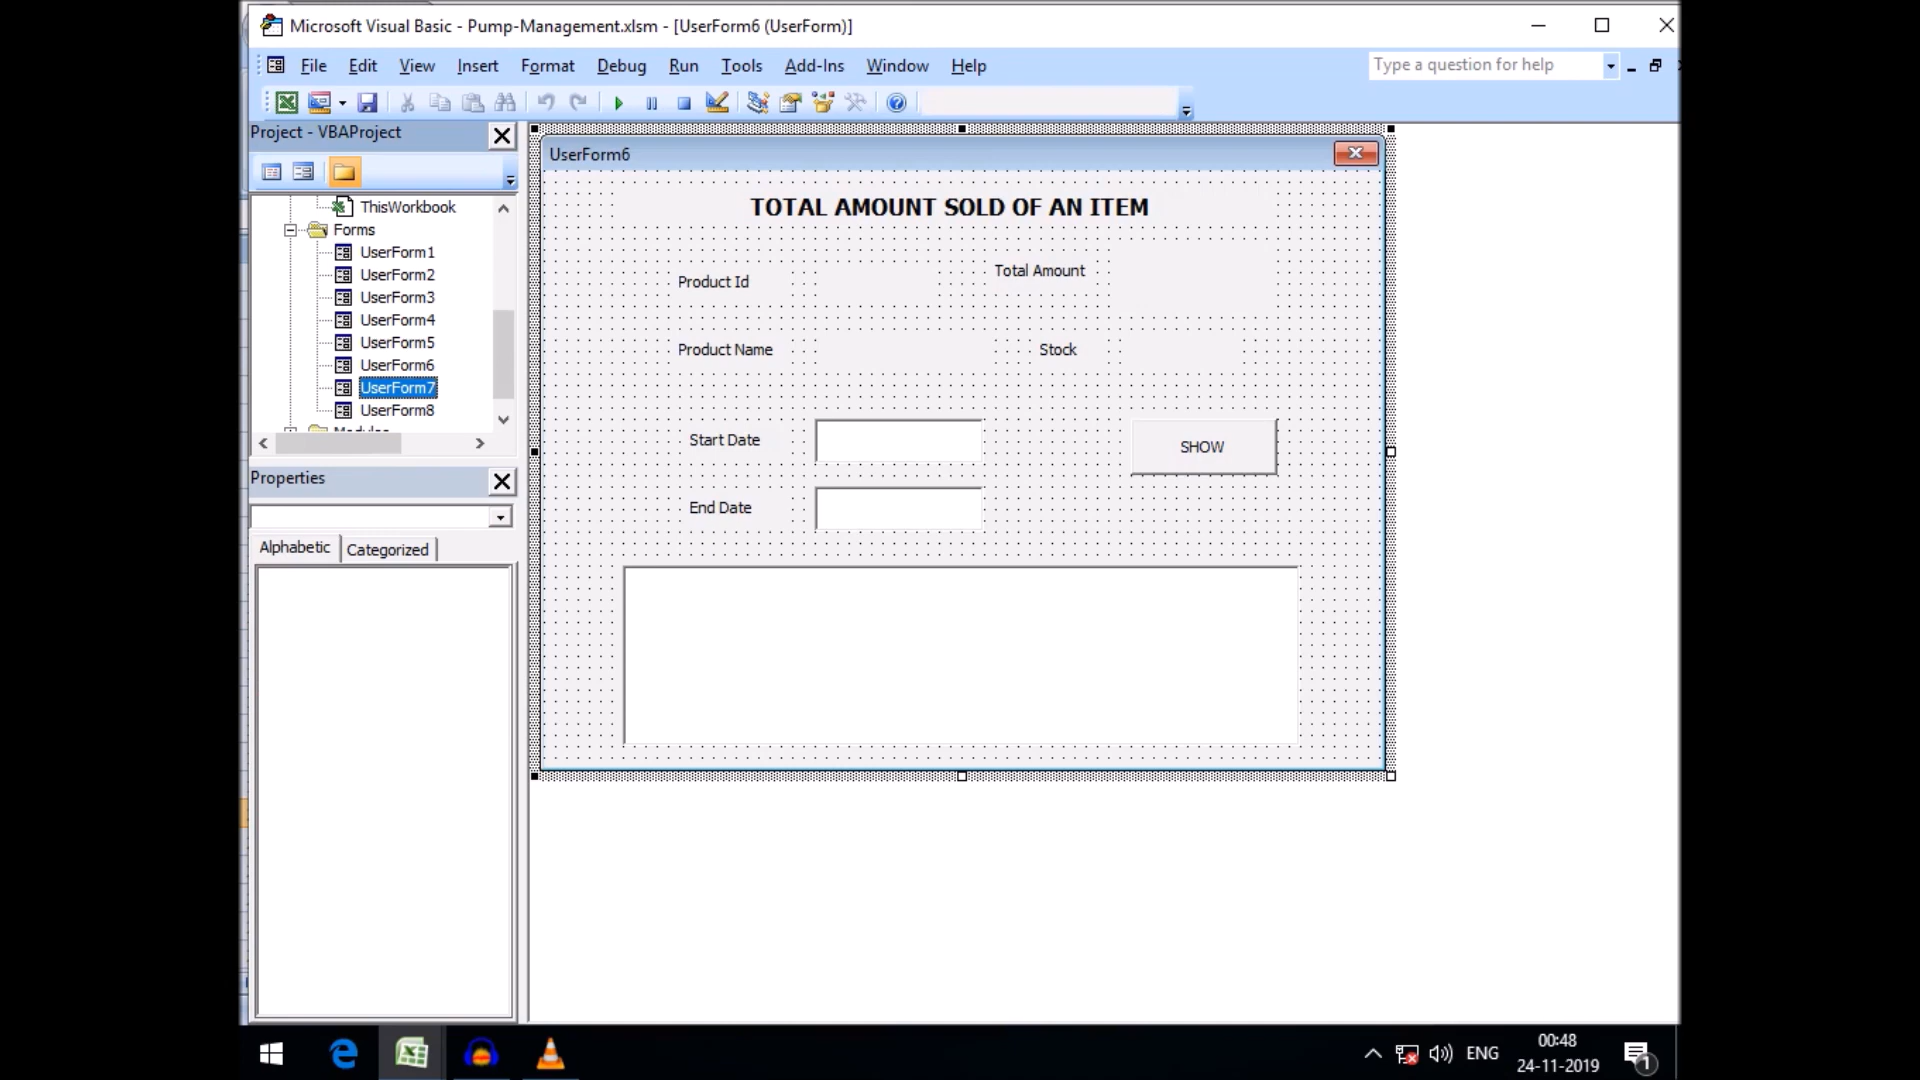 Microsoft Visual Basic - Pump-Management.xlsm - [UserForm6 (UserForm)]
File Edit View Insert Format Debug Run Tools Add-Ins Window Help
Type a question for help
Project - VBAProject
ThisWorkbook
Forms
UserForm1
UserForm2
UserForm3
UserForm4
UserForm5
UserForm6
UserForm7
UserForm8
Modules
Properties
Alphabetic Categorized
UserForm6
TOTAL AMOUNT SOLD OF AN ITEM
Product Id
Total Amount
Product Name
Stock
Start Date
SHOW
End Date
ENG
00:48
24-11-2019
1